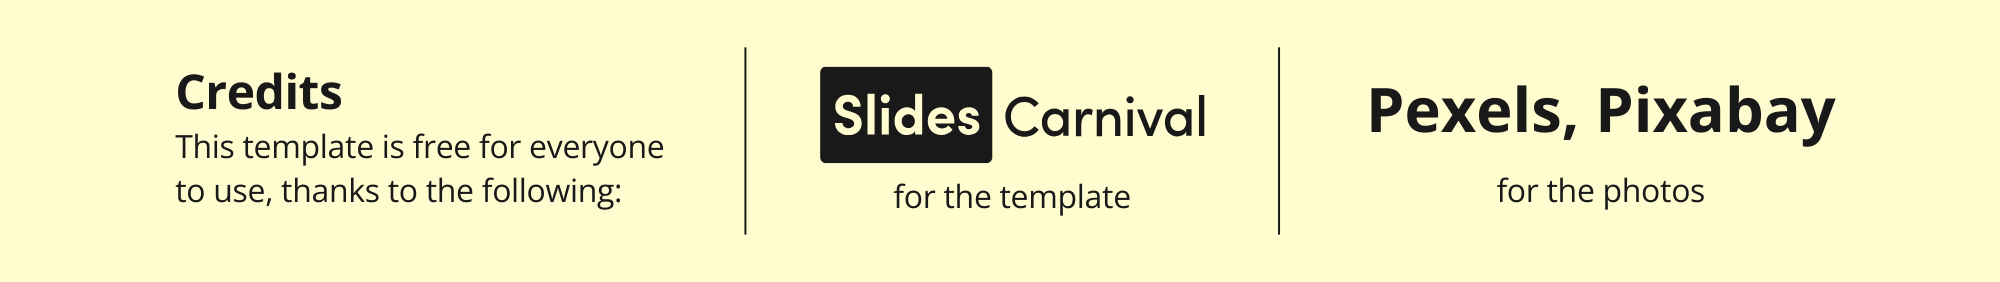 Credits
This template is free for everyone
to use, thanks to the following:
Slides Carnival
for the template
Pexels, Pixabay
for the photos